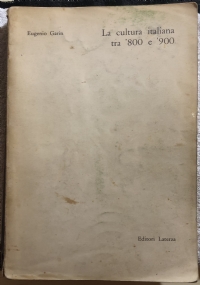 Eugenio Garin
La cultura italiana
tra '800 e '900
Editori Laterza